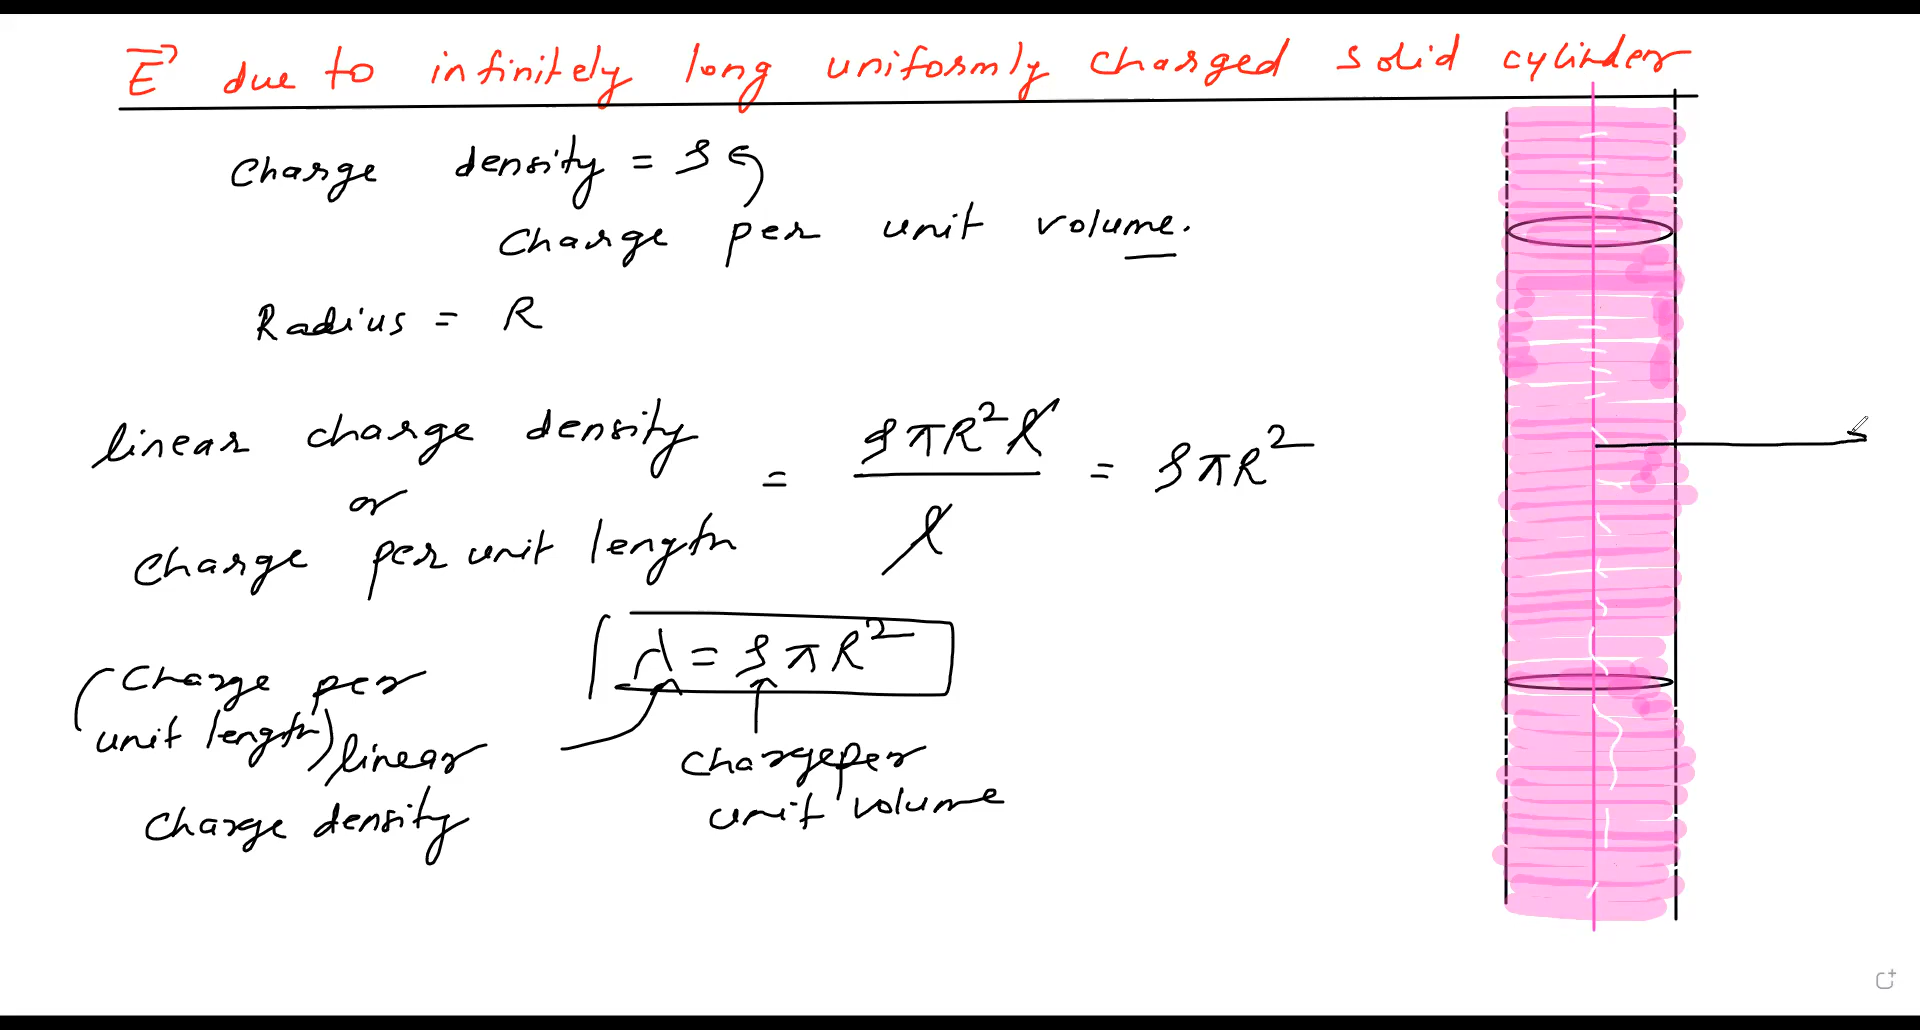 E⃗ due to infinitely long uniformly charged solid cylinder
Charge density = ρ
Charge per unit volume.
Radius = R
linear charge density
or
Charge per unit length
= ρπR²l / l = ρπR²
λ = ρπR²
(Charge per
unit length) linear
charge density
Charge per
unit volume